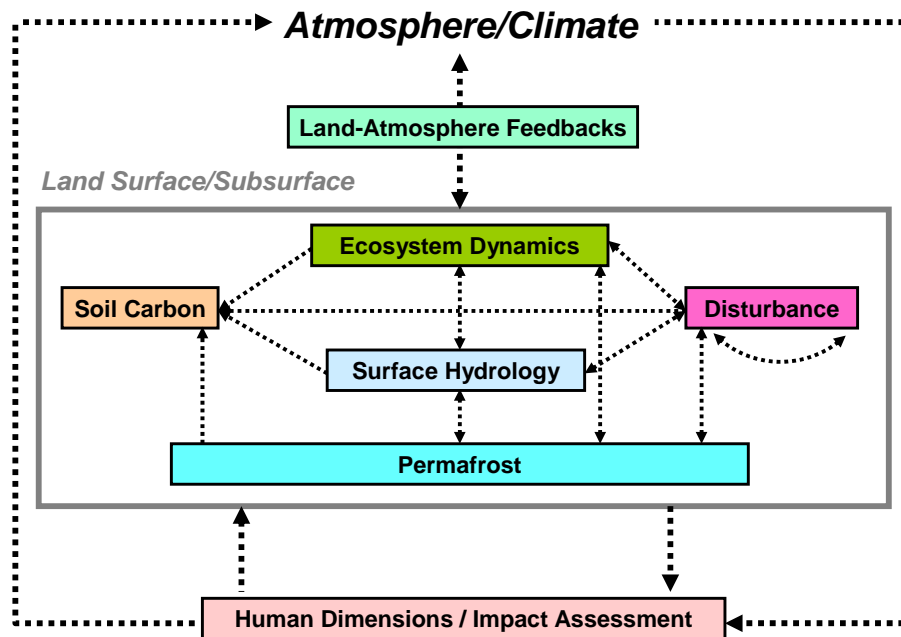 Atmosphere/Climate
Land-Atmosphere Feedbacks
Land Surface/Subsurface
Ecosystem Dynamics
Soil Carbon
Disturbance
Surface Hydrology
Permafrost
Human Dimensions / Impact Assessment